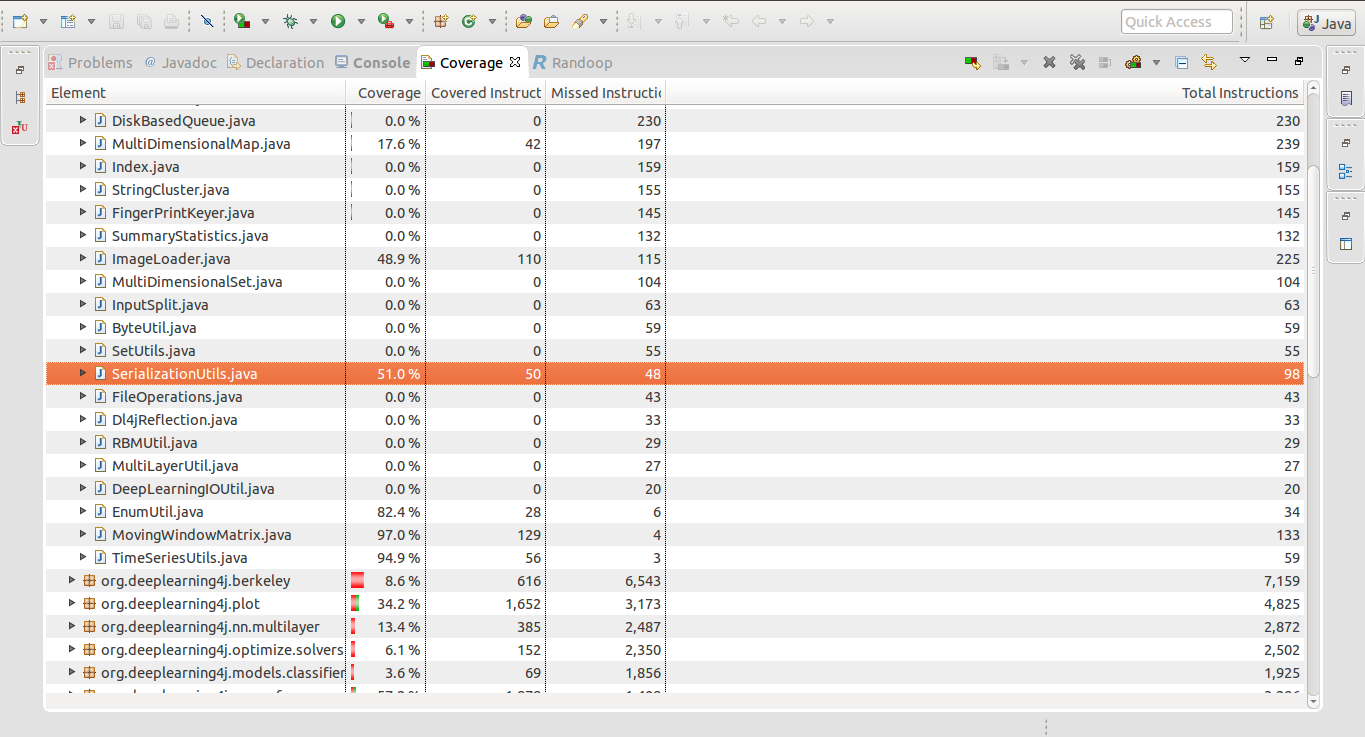 Quick Access Java
Problems @ Javadoc Declaration Console Coverage Randoop
Element Coverage Covered Instruct Missed Instructic Total Instructions
DiskBasedQueue.java 0.0 % 0 230 230
MultiDimensionalMap.java 17.6 % 42 197 239
Index.java 0.0 % 0 159 159
StringCluster.java 0.0 % 0 155 155
FingerPrintKeyer.java 0.0 % 0 145 145
SummaryStatistics.java 0.0 % 0 132 132
ImageLoader.java 48.9 % 110 115 225
MultiDimensionalSet.java 0.0 % 0 104 104
InputSplit.java 0.0 % 0 63 63
ByteUtil.java 0.0 % 0 59 59
SetUtils.java 0.0 % 0 55 55
SerializationUtils.java 51.0 % 50 48 98
FileOperations.java 0.0 % 0 43 43
Dl4jReflection.java 0.0 % 0 33 33
RBMUtil.java 0.0 % 0 29 29
MultiLayerUtil.java 0.0 % 0 27 27
DeepLearningIOUtil.java 0.0 % 0 20 20
EnumUtil.java 82.4 % 28 6 34
MovingWindowMatrix.java 97.0 % 129 4 133
TimeSeriesUtils.java 94.9 % 56 3 59
org.deeplearning4j.berkeley 8.6 % 616 6,543 7,159
org.deeplearning4j.plot 34.2 % 1,652 3,173 4,825
org.deeplearning4j.nn.multilayer 13.4 % 385 2,487 2,872
org.deeplearning4j.optimize.solvers 6.1 % 152 2,350 2,502
org.deeplearning4j.models.classifier 3.6 % 69 1,856 1,925